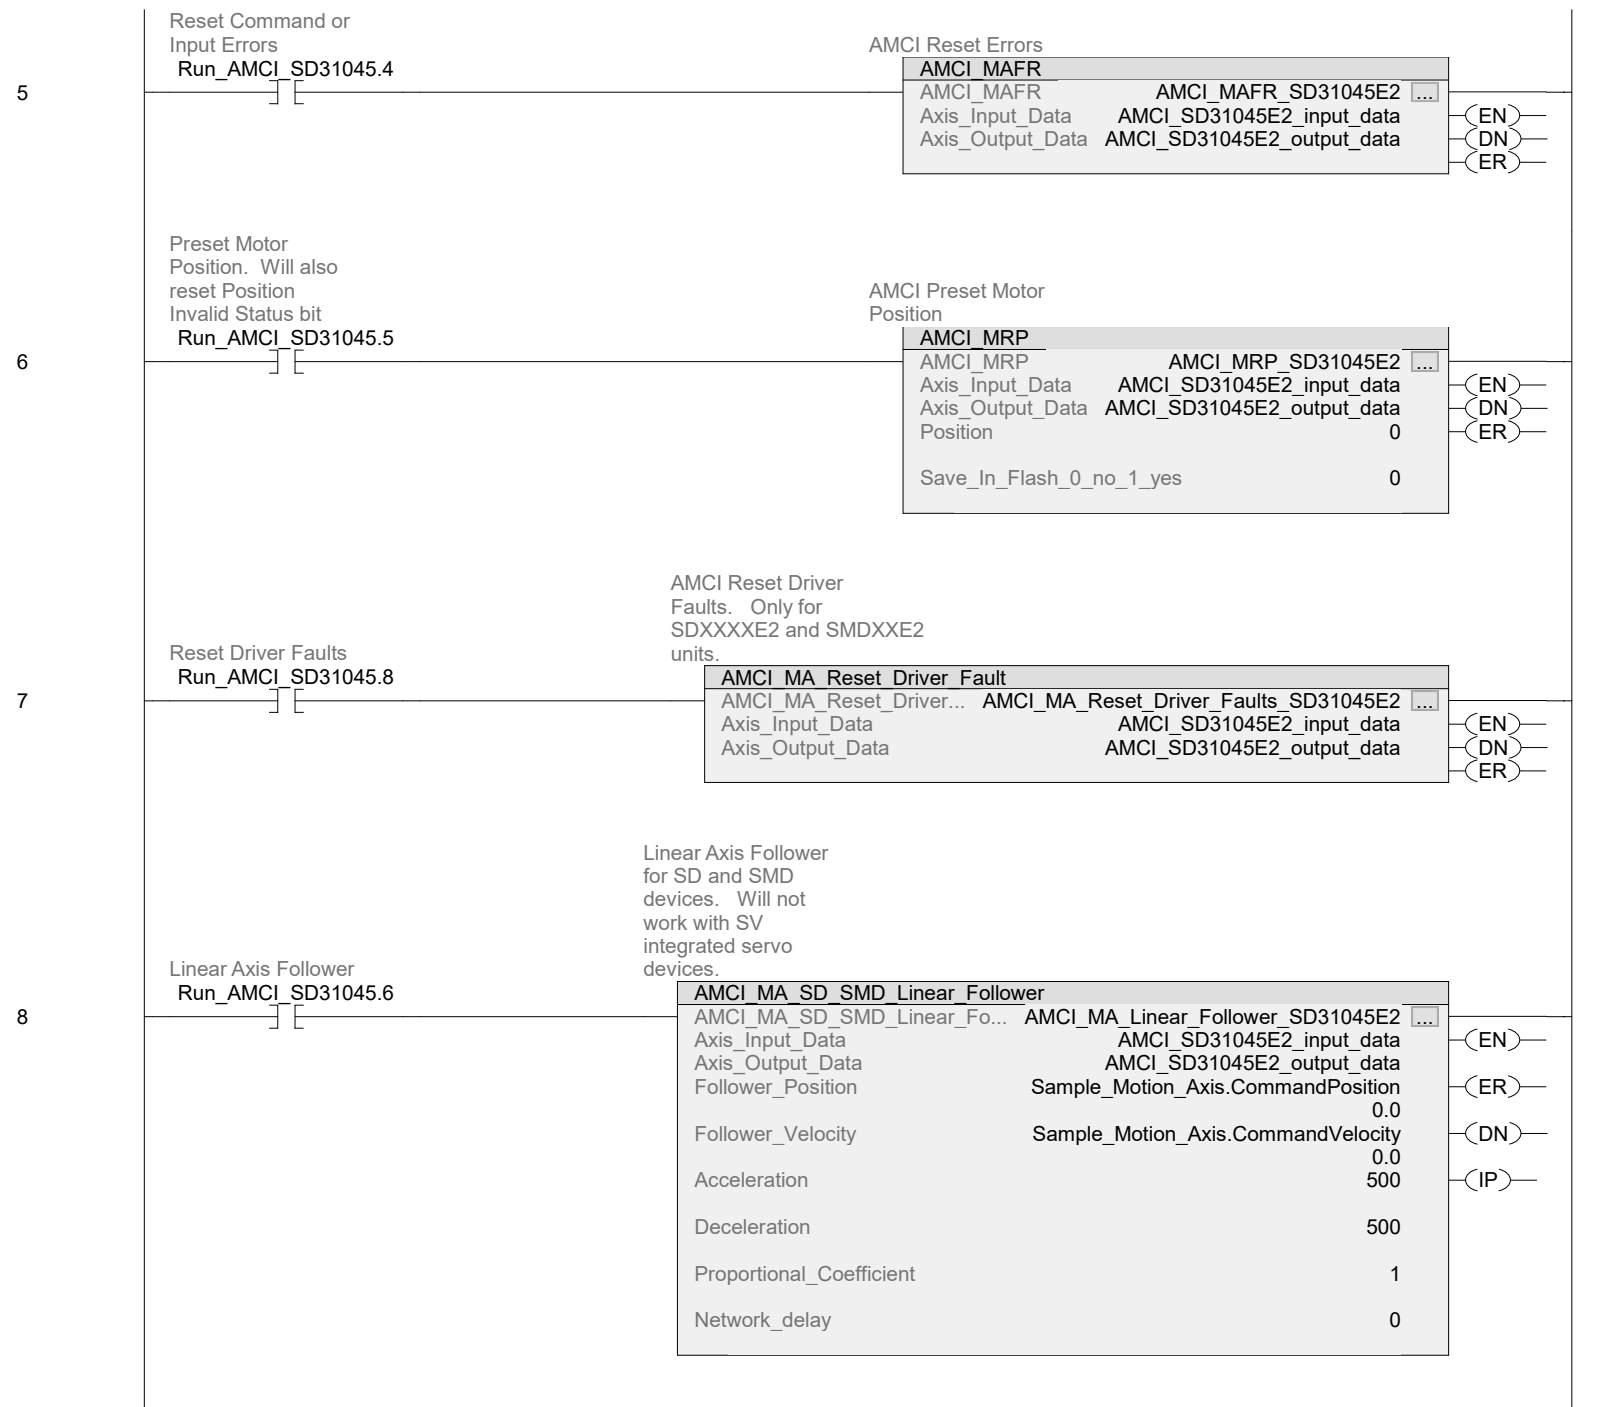 Reset Command or
Input Errors
Run_AMCI_SD31045.4
AMCI Reset Errors
5
AMCI_MAFR
AMCI_MAFR AMCI_MAFR_SD31045E2 ...
Axis_Input_Data AMCI_SD31045E2_input_data
Axis_Output_Data AMCI_SD31045E2_output_data
EN
DN
ER
Preset Motor
Position. Will also
reset Position
Invalid Status bit
Run_AMCI_SD31045.5
AMCI Preset Motor
Position
6
AMCI_MRP
AMCI_MRP AMCI_MRP_SD31045E2 ...
Axis_Input_Data AMCI_SD31045E2_input_data
Axis_Output_Data AMCI_SD31045E2_output_data
Position 0
Save_In_Flash_0_no_1_yes 0
EN
DN
ER
Reset Driver Faults
Run_AMCI_SD31045.8
AMCI Reset Driver
Faults. Only for
SDXXXXE2 and SMDXXE2
units.
7
AMCI_MA_Reset_Driver_Fault
AMCI_MA_Reset_Driver... AMCI_MA_Reset_Driver_Faults_SD31045E2 ...
Axis_Input_Data AMCI_SD31045E2_input_data
Axis_Output_Data AMCI_SD31045E2_output_data
EN
DN
ER
Linear Axis Follower
Run_AMCI_SD31045.6
Linear Axis Follower
for SD and SMD
devices. Will not
work with SV
integrated servo
devices.
8
AMCI_MA_SD_SMD_Linear_Follower
AMCI_MA_SD_SMD_Linear_Fo... AMCI_MA_Linear_Follower_SD31045E2 ...
Axis_Input_Data AMCI_SD31045E2_input_data
Axis_Output_Data AMCI_SD31045E2_output_data
Follower_Position Sample_Motion_Axis.CommandPosition
0.0
Follower_Velocity Sample_Motion_Axis.CommandVelocity
0.0
Acceleration 500
Deceleration 500
Proportional_Coefficient 1
Network_delay 0
EN
ER
DN
IP